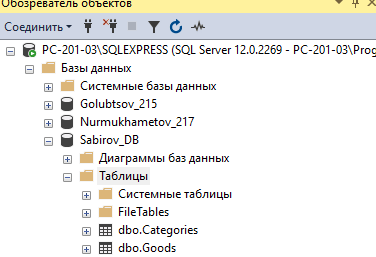 Обозреватель объектов
Соединить
PC-201-03\SQLEXPRESS (SQL Server 12.0.2269 - PC-201-03\Prog
Базы данных
Системные базы данных
Golubtsov_215
Nurmukhametov_217
Sabirov_DB
Диаграммы баз данных
Таблицы
Системные таблицы
FileTables
dbo.Categories
dbo.Goods